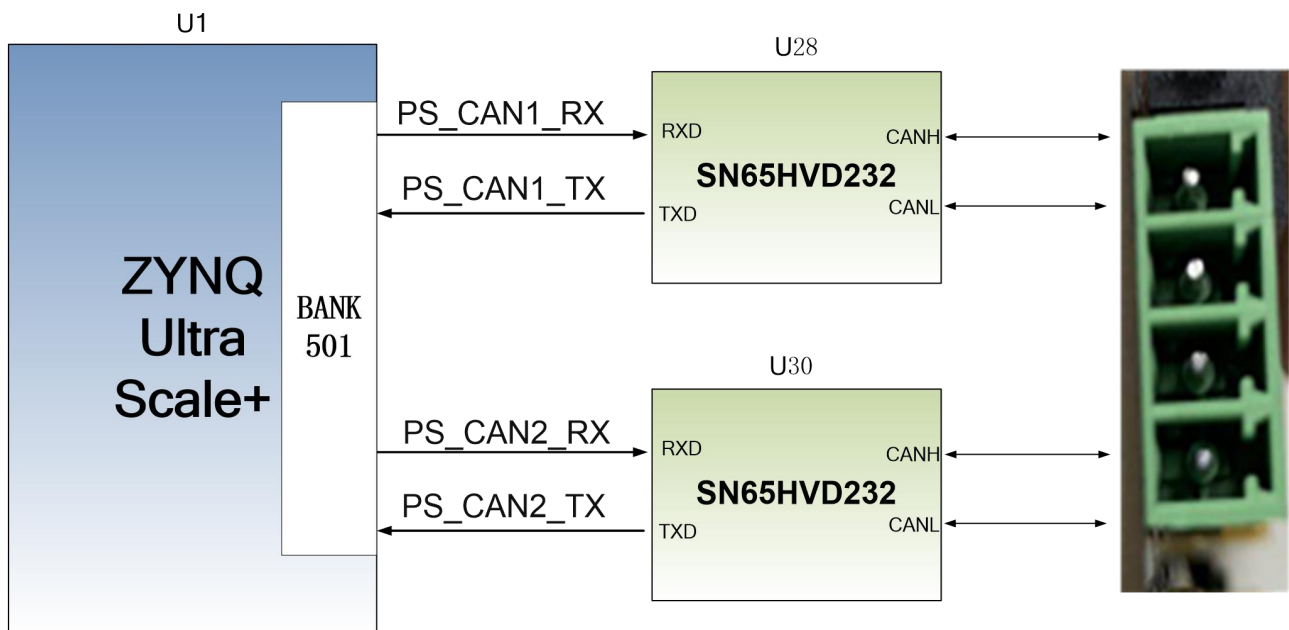 U1
ZYNQ
Ultra
Scale+
BANK
501
PS_CAN1_RX
PS_CAN1_TX
U28
RXD
CANH
SN65HVD232
TXD
CANL
PS_CAN2_RX
PS_CAN2_TX
U30
RXD
CANH
SN65HVD232
TXD
CANL